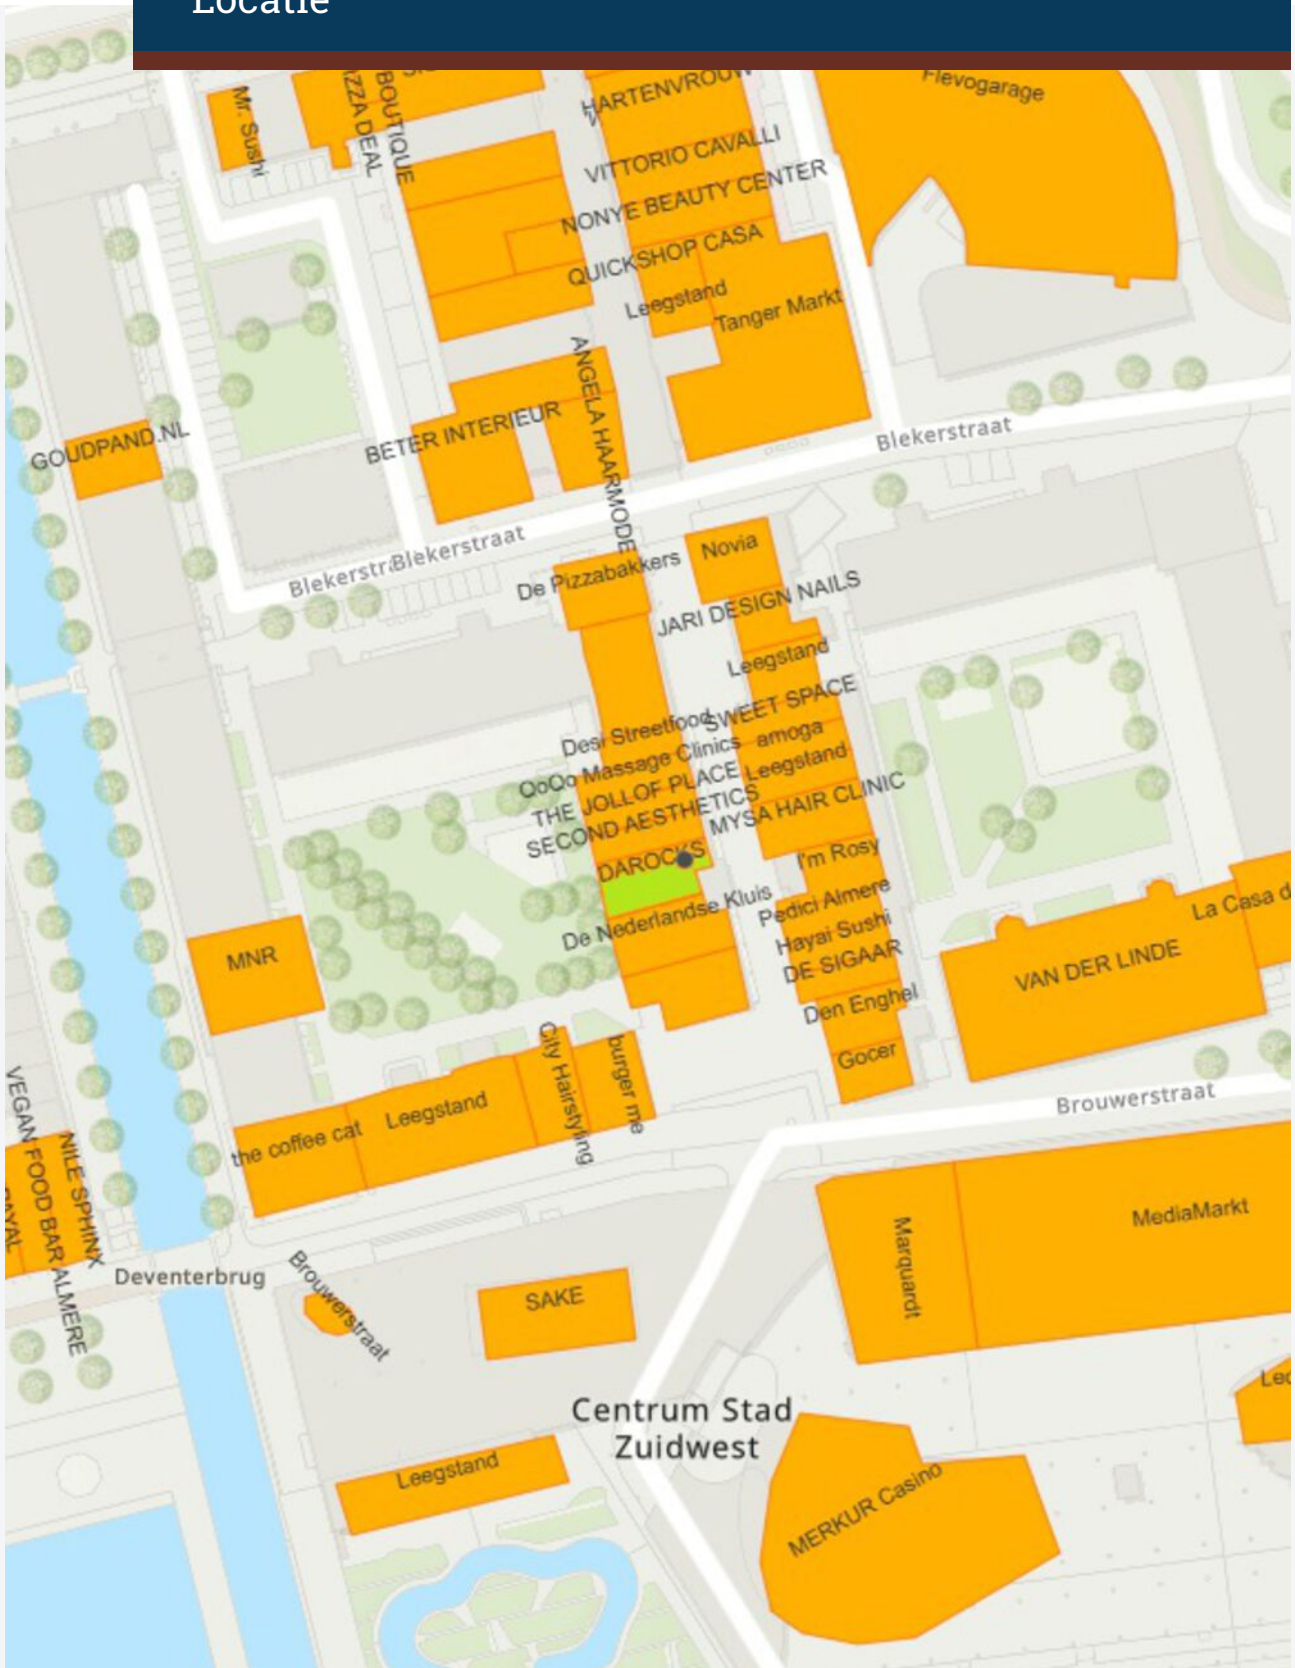 Locatie
Flevogarage
HARTENVROUW
Mr. Sushi
BOUTIQUE
VITTORIO CAVALLI
NONYE BEAUTY CENTER
QUICKSHOP CASA
Leegstand
Tanger Markt
ANGELA HAARMODE
BETER INTERIEUR
GOUDPAND.NL
Blekerstraat
Blekerstraat
De Pizzabakkers
Novia
JARI DESIGN NAILS
Leegstand
SWEET SPACE
Desi Streetfood
amoga
QoQo Massage Clinics
Leegstand
THE JOLLOF PLACE
SECOND AESTHETICS
MYSA HAIR CLINIC
DAROCKS
I'm Rosy
De Nederlandse Kluis
Pedici Almere
Hayai Sushi
DE SIGAAR
La Casa d
VAN DER LINDE
MNR
Den Enghel
Gocer
City Hairstyling
burger me
Leegstand
the coffee cat
Brouwerstraat
VEGAN FOOD BAR ALMERE
NILE SPHINX
MediaMarkt
Marquardt
Deventerbrug
Brouwerstraat
SAKE
Centrum Stad
Zuidwest
Leegstand
MERKUR Casino